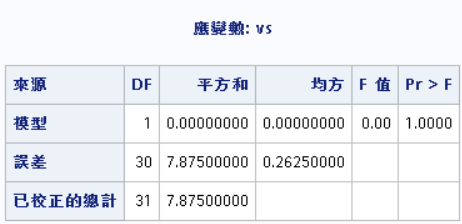 應變數: vs
來源 DF 平方和 均方 F 值 Pr > F
模型 1 0.00000000 0.00000000 0.00 1.0000
誤差 30 7.87500000 0.26250000
已校正的總計 31 7.87500000